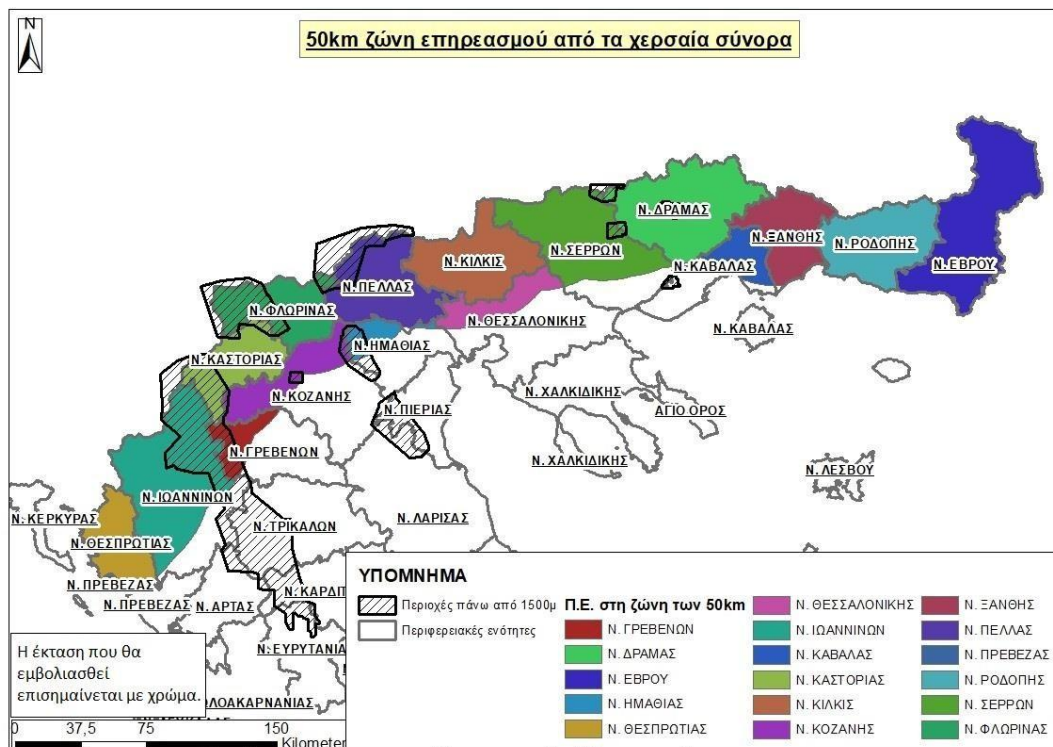 50km ζώνη επηρεασμού από τα χερσαία σύνορα
N
Ν. ΔΡΑΜΑΣ
Ν. ΞΑΝΘΗΣ
Ν. ΡΟΔΟΠΗΣ
Ν. ΣΕΡΡΩΝ
Ν. ΚΙΛΚΙΣ
Ν. ΚΑΒΑΛΑΣ
Ν. ΕΒΡΟΥ
Ν. ΠΕΛΛΑΣ
Ν. ΦΛΩΡΙΝΑΣ
Ν. ΘΕΣΣΑΛΟΝΙΚΗΣ
Ν. ΚΑΒΑΛΑΣ
Ν. ΗΜΑΘΙΑΣ
Ν. ΚΑΣΤΟΡΙΑΣ
Ν. ΚΟΖΑΝΗΣ
Ν. ΧΑΛΚΙΔΙΚΗΣ
Ν. ΠΙΕΡΙΑΣ
ΑΓΙΟ ΟΡΟΣ
Ν. ΓΡΕΒΕΝΩΝ
Ν. ΧΑΛΚΙΔΙΚΗΣ
Ν. ΛΕΣΒΟΥ
Ν. ΙΩΑΝΝΙΝΩΝ
Ν. ΚΕΡΚΥΡΑΣ
Ν. ΤΡΙΚΑΛΩΝ
Ν. ΛΑΡΙΣΑΣ
Ν. ΘΕΣΠΡΩΤΙΑΣ
Ν. ΠΡΕΒΕΖΑΣ
Ν. ΚΑΡΔΙΤ
Ν. ΠΡΕΒΕΖΑΣ
Ν. ΑΡΤΑΣ
Ν. ΕΥΡΥΤΑΝΙΑ
ΛΟΑΚΑΡΝΑΝΙΑΣ
Η έκταση που θα
εμβολιασθεί
επισημαίνεται με χρώμα.
0 37,5 75 150
Kilometer
ΥΠΟΜΝΗΜΑ
Περιοχές πάνω από 1500μ
Περιφερειακές ενότητες
Π.Ε. στη ζώνη των 50km
Ν. ΓΡΕΒΕΝΩΝ
Ν. ΔΡΑΜΑΣ
Ν. ΕΒΡΟΥ
Ν. ΗΜΑΘΙΑΣ
Ν. ΘΕΣΠΡΩΤΙΑΣ
Ν. ΘΕΣΣΑΛΟΝΙΚΗΣ
Ν. ΙΩΑΝΝΙΝΩΝ
Ν. ΚΑΒΑΛΑΣ
Ν. ΚΑΣΤΟΡΙΑΣ
Ν. ΚΙΛΚΙΣ
Ν. ΚΟΖΑΝΗΣ
Ν. ΞΑΝΘΗΣ
Ν. ΠΕΛΛΑΣ
Ν. ΠΡΕΒΕΖΑΣ
Ν. ΡΟΔΟΠΗΣ
Ν. ΣΕΡΡΩΝ
Ν. ΦΛΩΡΙΝΑΣ